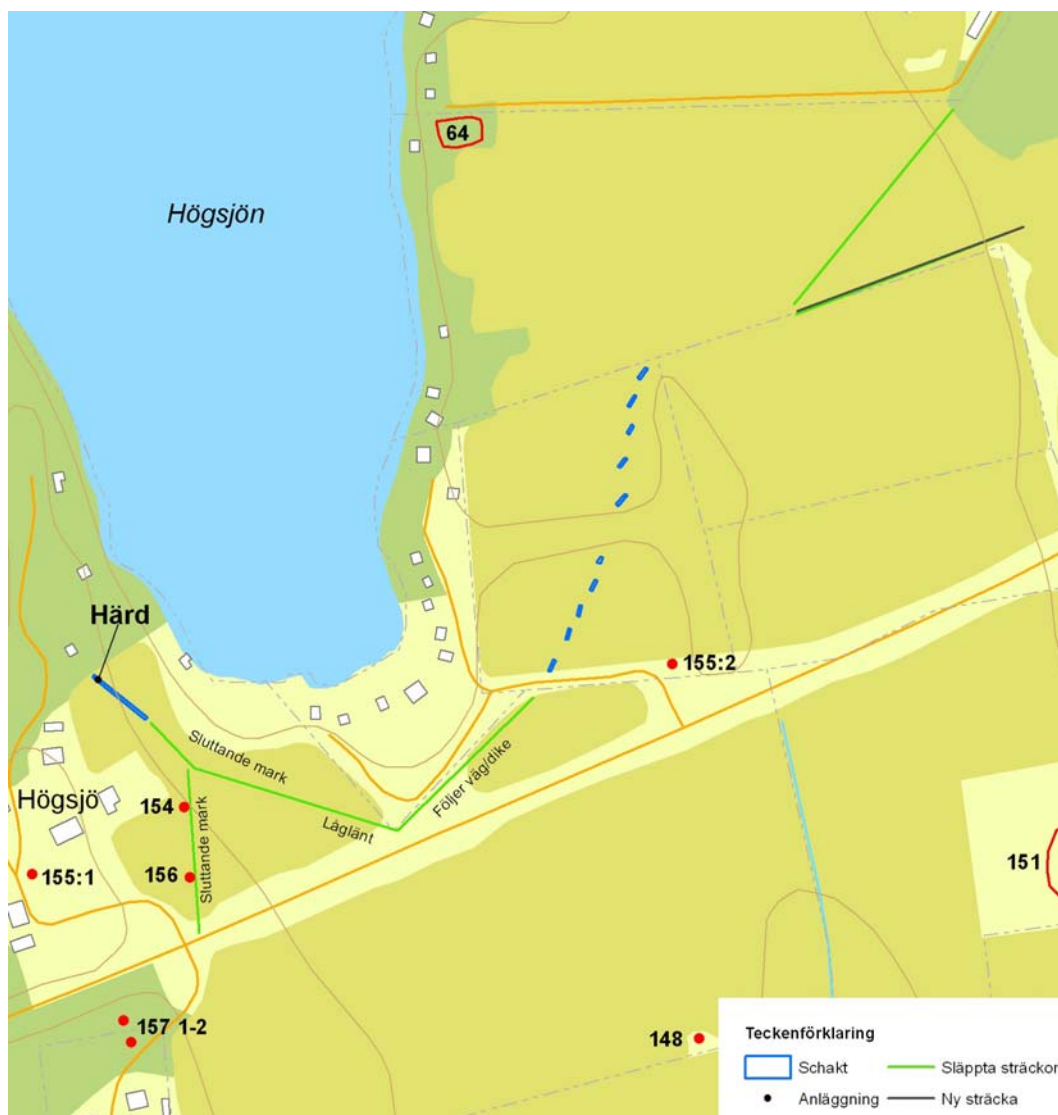 64
Högsjön
Härd
155:2
Sluttande mark
Följer väg/dike
Högsjö
154
Låglänt
Sluttande mark
156
155:1
151
157 1-2
148
Teckenförklaring
Schakt
Släppta sträckor
Anläggning
Ny sträcka